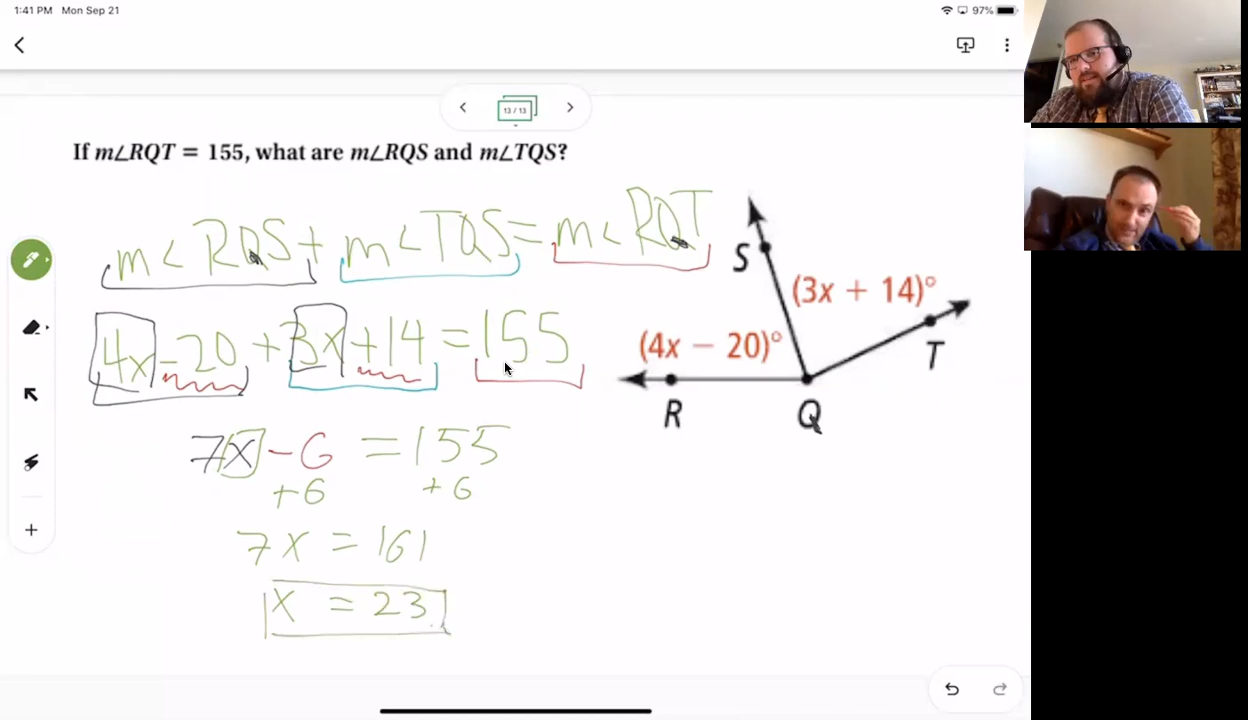 1:41 PM Mon Sep 21
97%
13 / 13
If m∠RQT = 155, what are m∠RQS and m∠TQS?
m∠RQS + m∠TQS = m∠RQT
4x - 20 + 3x + 14 = 155
7x - 6 = 155
+6 +6
7x = 161
x = 23
S
(3x + 14)°
(4x − 20)°
T
R
Q